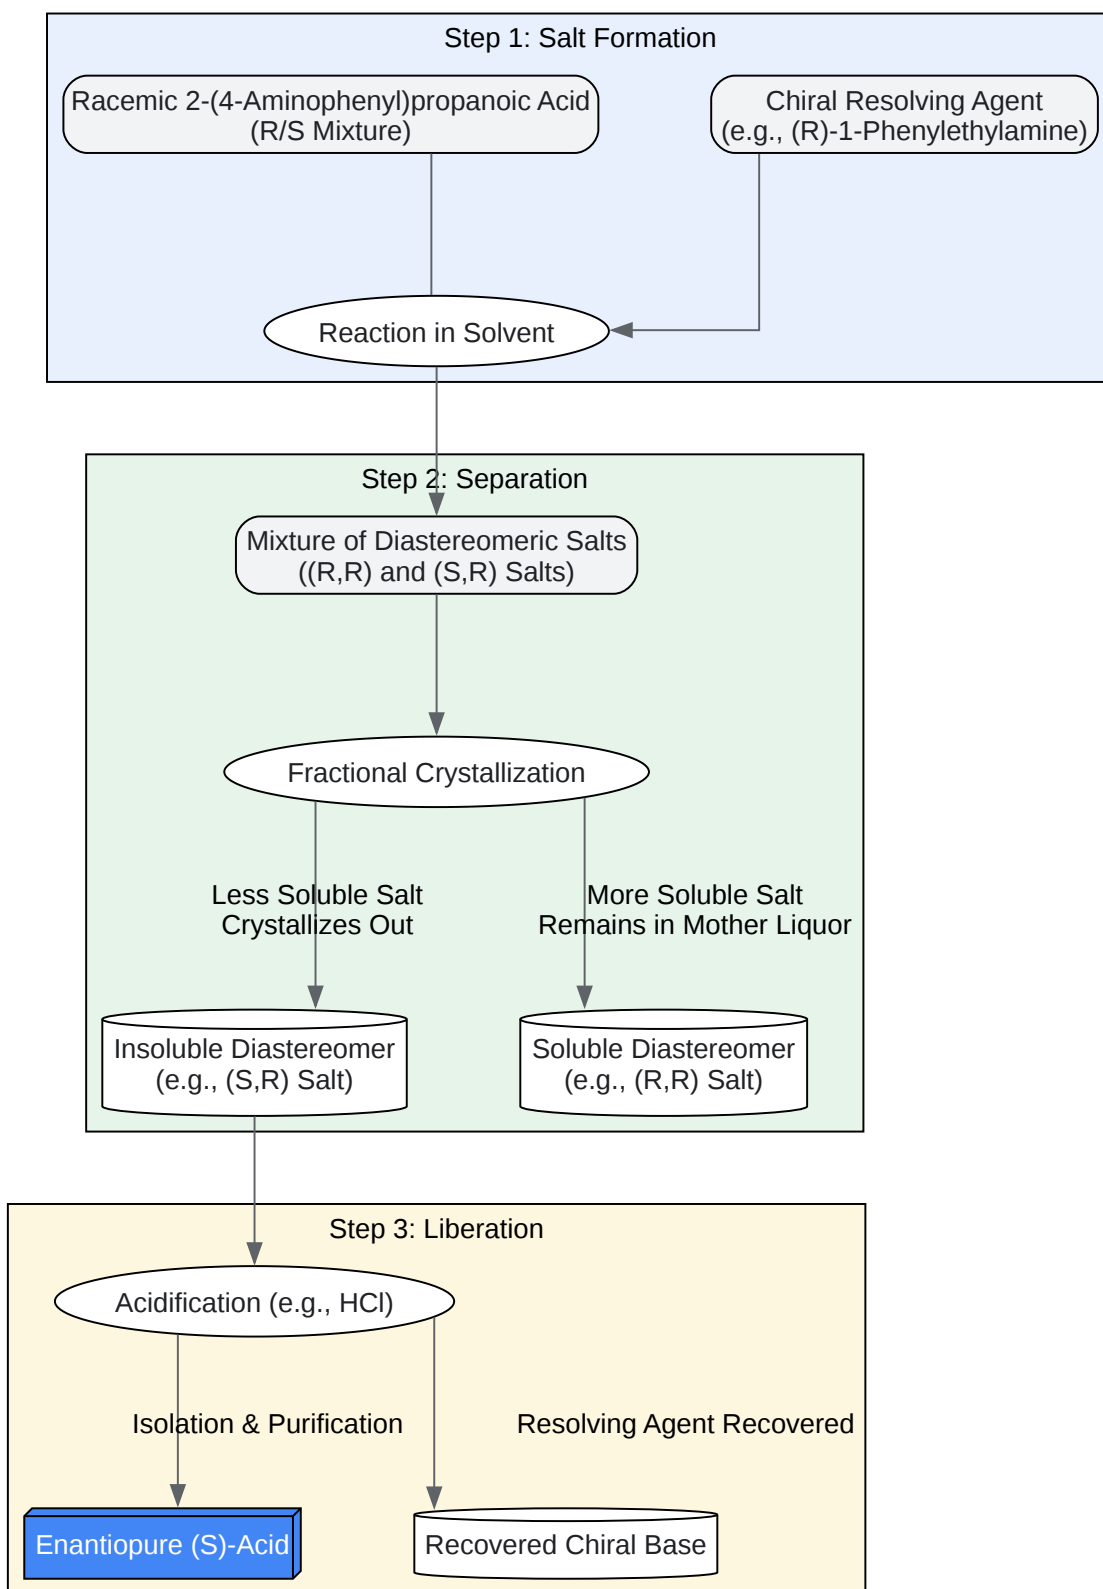 Step 1: Salt Formation
Racemic 2-(4-Aminophenyl)propanoic Acid
(R/S Mixture)
Chiral Resolving Agent
(e.g., (R)-1-Phenylethylamine)
Reaction in Solvent
Step 2: Separation
Mixture of Diastereomeric Salts
((R,R) and (S,R) Salts)
Fractional Crystallization
Less Soluble Salt
Crystallizes Out
More Soluble Salt
Remains in Mother Liquor
Insoluble Diastereomer
(e.g., (S,R) Salt)
Soluble Diastereomer
(e.g., (R,R) Salt)
Step 3: Liberation
Acidification (e.g., HCl)
Isolation & Purification
Resolving Agent Recovered
Enantiopure (S)-Acid
Recovered Chiral Base